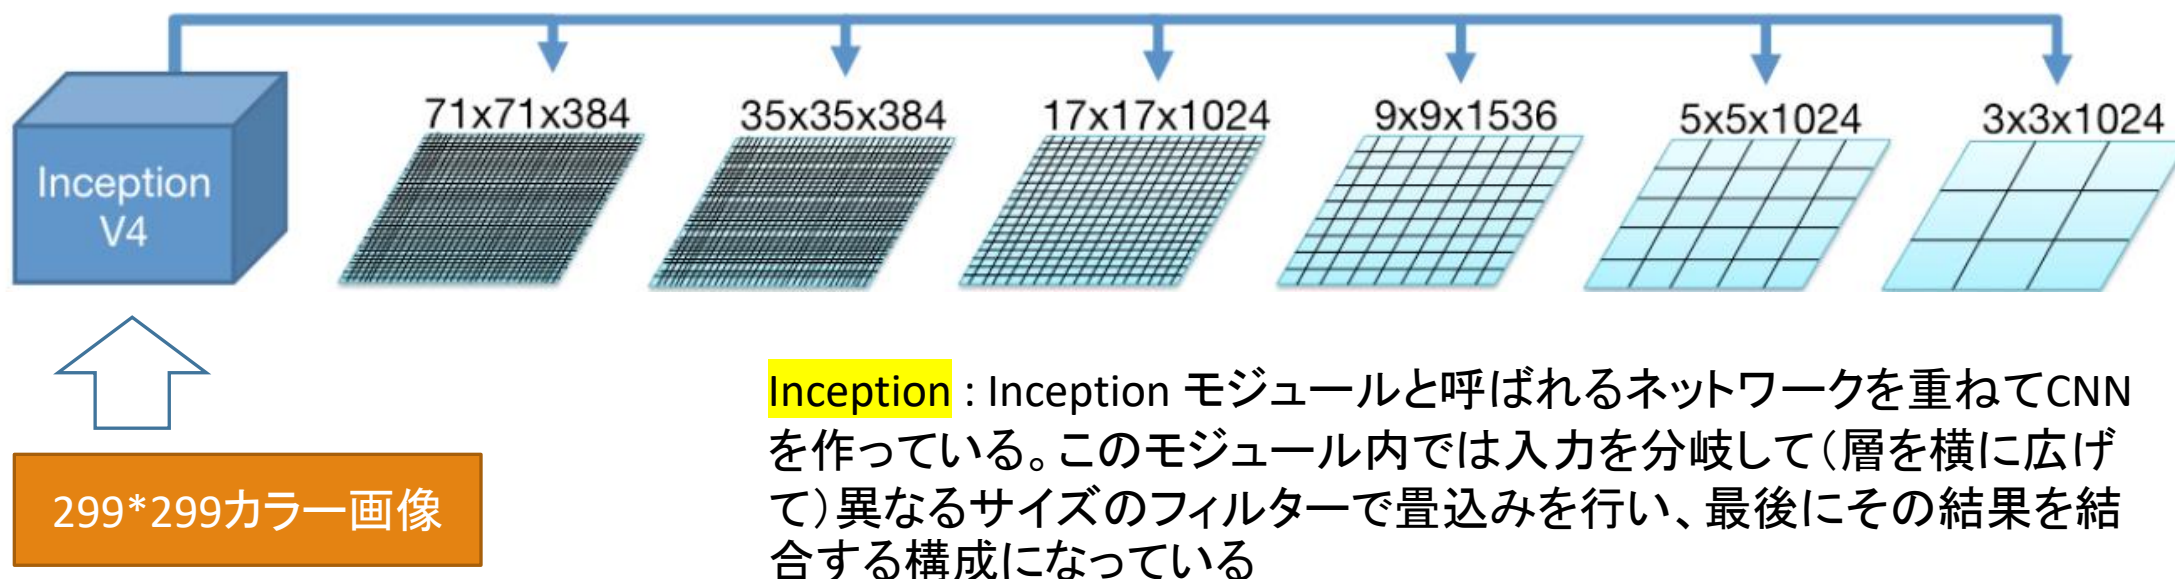 71x71x384
35x35x384
17x17x1024
9x9x1536
5x5x1024
3x3x1024
Inception
V4
299*299カラー画像
Inception : Inception モジュールと呼ばれるネットワークを重ねてCNN
を作っている。このモジュール内では入力を分岐して(層を横に広げ
て)異なるサイズのフィルターで畳込みを行い、最後にその結果を結
合する構成になっている